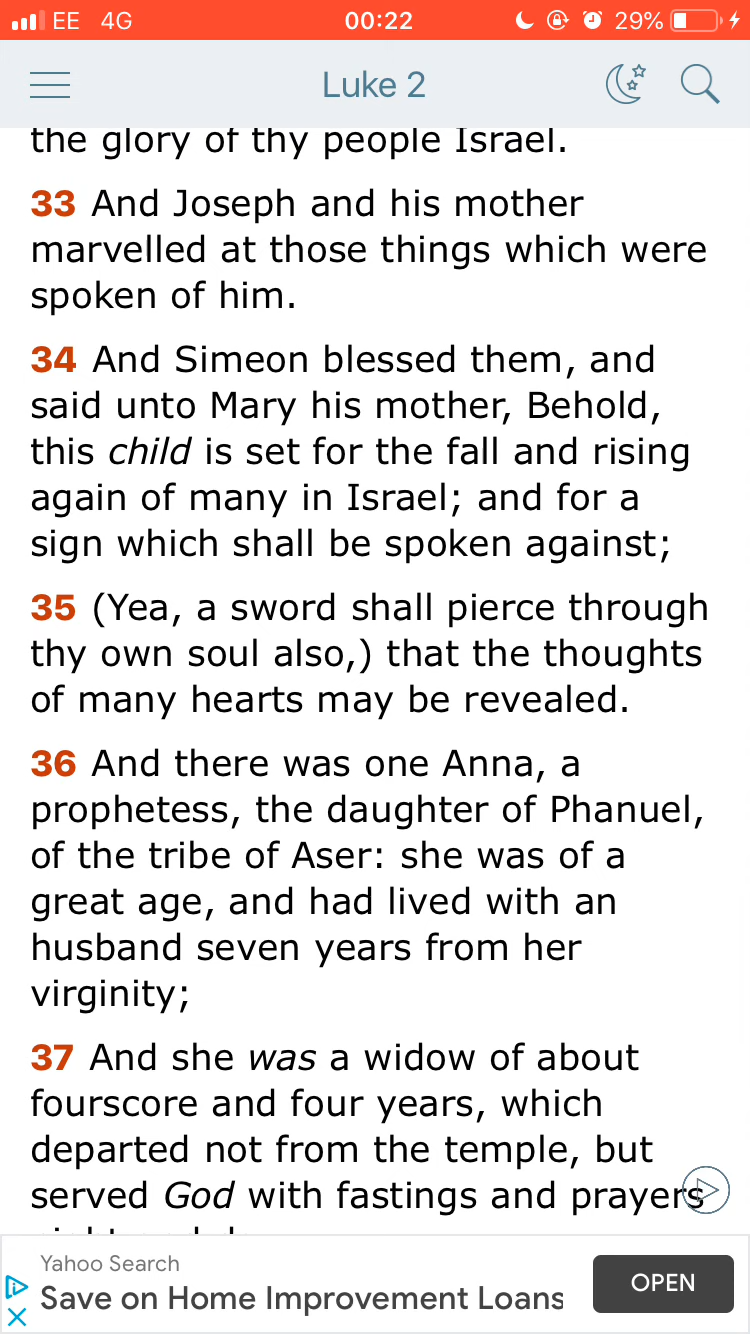 EE 4G 00:22 29%
Luke 2
the glory of thy people Israel.
33 And Joseph and his mother
marvelled at those things which were
spoken of him.
34 And Simeon blessed them, and
said unto Mary his mother, Behold,
this child is set for the fall and rising
again of many in Israel; and for a
sign which shall be spoken against;
35 (Yea, a sword shall pierce through
thy own soul also,) that the thoughts
of many hearts may be revealed.
36 And there was one Anna, a
prophetess, the daughter of Phanuel,
of the tribe of Aser: she was of a
great age, and had lived with an
husband seven years from her
virginity;
37 And she was a widow of about
fourscore and four years, which
departed not from the temple, but
served God with fastings and prayers
Yahoo Search
Save on Home Improvement Loans
OPEN